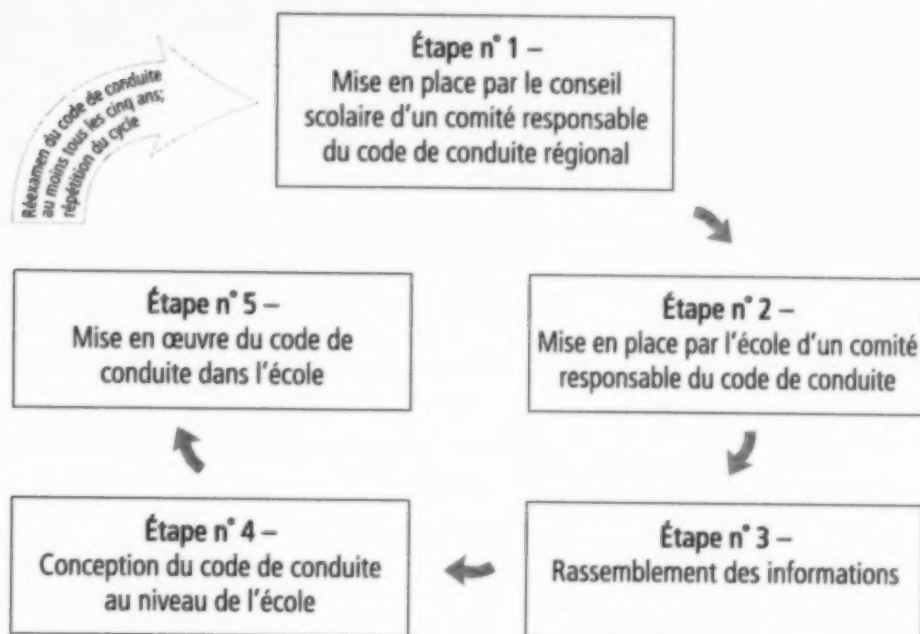 Étape n° 1 –
Mise en place par le conseil
scolaire d'un comité responsable
du code de conduite régional
Réexamen du code de conduite
au moins tous les cinq ans;
répétition du cycle
Étape n° 2 –
Mise en place par l'école d'un comité
responsable du code de conduite
Étape n° 3 –
Rassemblement des informations
Étape n° 4 –
Conception du code de conduite
au niveau de l'école
Étape n° 5 –
Mise en œuvre du code de
conduite dans l'école